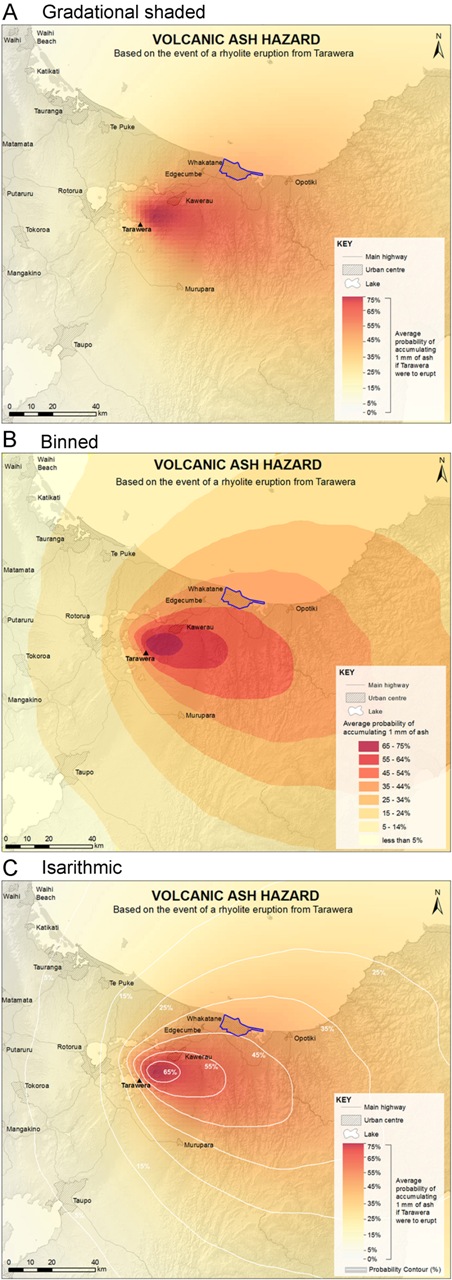 A Gradational shaded
VOLCANIC ASH HAZARD
Based on the event of a rhyolite eruption from Tarawera
N
Waihi
Waihi
Beach
Katikati
Tauranga
Te Puke
Matamata
Whakatane
Edgecumbe
Opotiki
Putaruru
Rotorua
Kawerau
Tokoroa
Tarawera
Mangakino
Murupara
Taupo
KEY
Main highway
Urban centre
Lake
75%
65%
55%
45%
35%
25%
15%
5%
0%
Average
probability of
accumulating
1 mm of ash
if Tarawera
were to erupt
0 10 20 40
km
B Binned
VOLCANIC ASH HAZARD
Based on the event of a rhyolite eruption from Tarawera
N
Waihi
Waihi
Beach
Katikati
Tauranga
Te Puke
Matamata
Whakatane
Edgecumbe
Opotiki
Putaruru
Rotorua
Kawerau
Tokoroa
Tarawera
Mangakino
Murupara
Taupo
KEY
Main highway
Urban centre
Lake
Average probability of
accumulating 1 mm of ash
65 - 75%
55 - 64%
45 - 54%
35 - 44%
25 - 34%
15 - 24%
5 - 14%
less than 5%
0 10 20 40
km
C Isarithmic
VOLCANIC ASH HAZARD
Based on the event of a rhyolite eruption from Tarawera
N
Waihi
Waihi
Beach
Katikati
Tauranga
Te Puke
25%
15%
25%
Matamata
Whakatane
Edgecumbe
35%
Opotiki
Putaruru
Rotorua
Kawerau
45%
55%
65%
Tokoroa
Tarawera
Mangakino
Murupara
15%
Taupo
KEY
Main highway
Urban centre
Lake
75%
65%
55%
45%
35%
25%
15%
5%
0%
Average
probability of
accumulating
1 mm of ash
if Tarawera
were to erupt
Probability Contour (%)
0 10 20 40
km